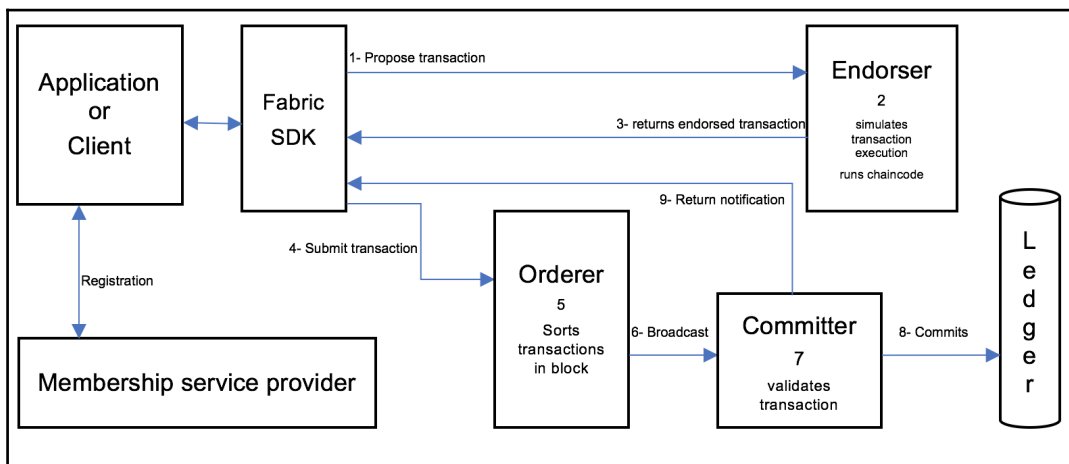 Application
or
Client
Fabric
SDK
1- Propose transaction
Endorser
2
simulates
transaction
execution
runs chaincode
3- returns endorsed transaction
9- Return notification
4- Submit transaction
Registration
Orderer
5
Sorts
transactions
in block
6- Broadcast
Committer
7
validates
transaction
8- Commits
L
e
d
g
e
r
Membership service provider